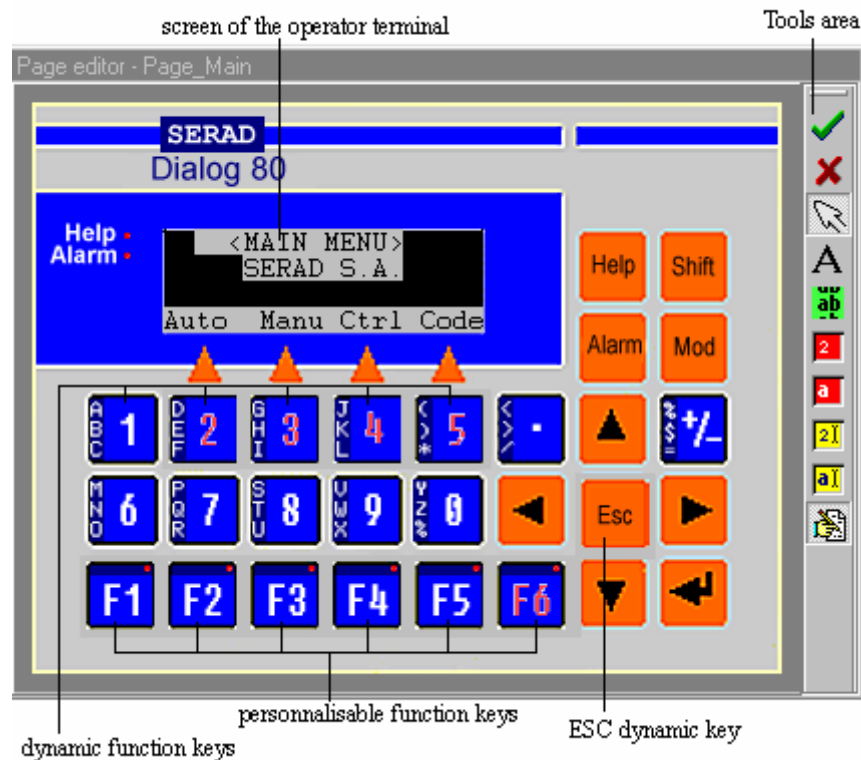 screen of the operator terminal
Tools area
Page editor - Page_Main
SERAD
Dialog 80
Help
Alarm
<MAIN MENU>
SERAD S.A.
Auto Manu Ctrl Code
Help Shift
Alarm Mod
ABC 1 DEF 2 GHI 3 JKL 4 ()* 5 <>/ . %$= +/-
MNO 6 PQR 7 STU 8 VWX 9 YZ% 0 Esc
F1 F2 F3 F4 F5 F6
A
ab
2
a
2
a
personnalisable function keys
ESC dynamic key
dynamic function keys